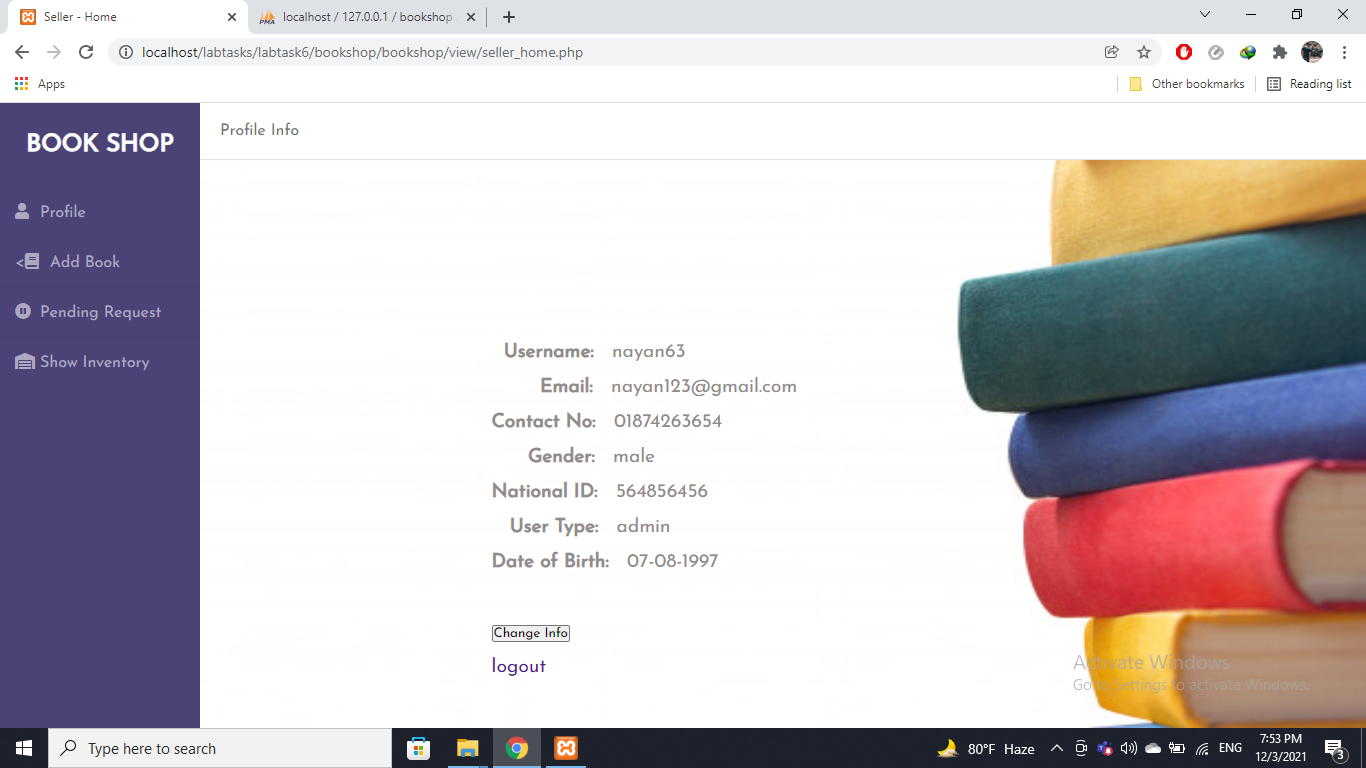 Seller - Home
localhost / 127.0.0.1 / bookshop
localhost/labtasks/labtask6/bookshop/bookshop/view/seller_home.php
Apps
Other bookmarks
Reading list
BOOK SHOP
Profile Info
Profile
< Add Book
Pending Request
Show Inventory
Username: nayan63
Email: nayan123@gmail.com
Contact No: 01874263654
Gender: male
National ID: 564856456
User Type: admin
Date of Birth: 07-08-1997
Change Info
logout
Activate Windows
Go to Settings to activate Windows.
Type here to search
80°F Haze
ENG
7:53 PM
12/3/2021
3